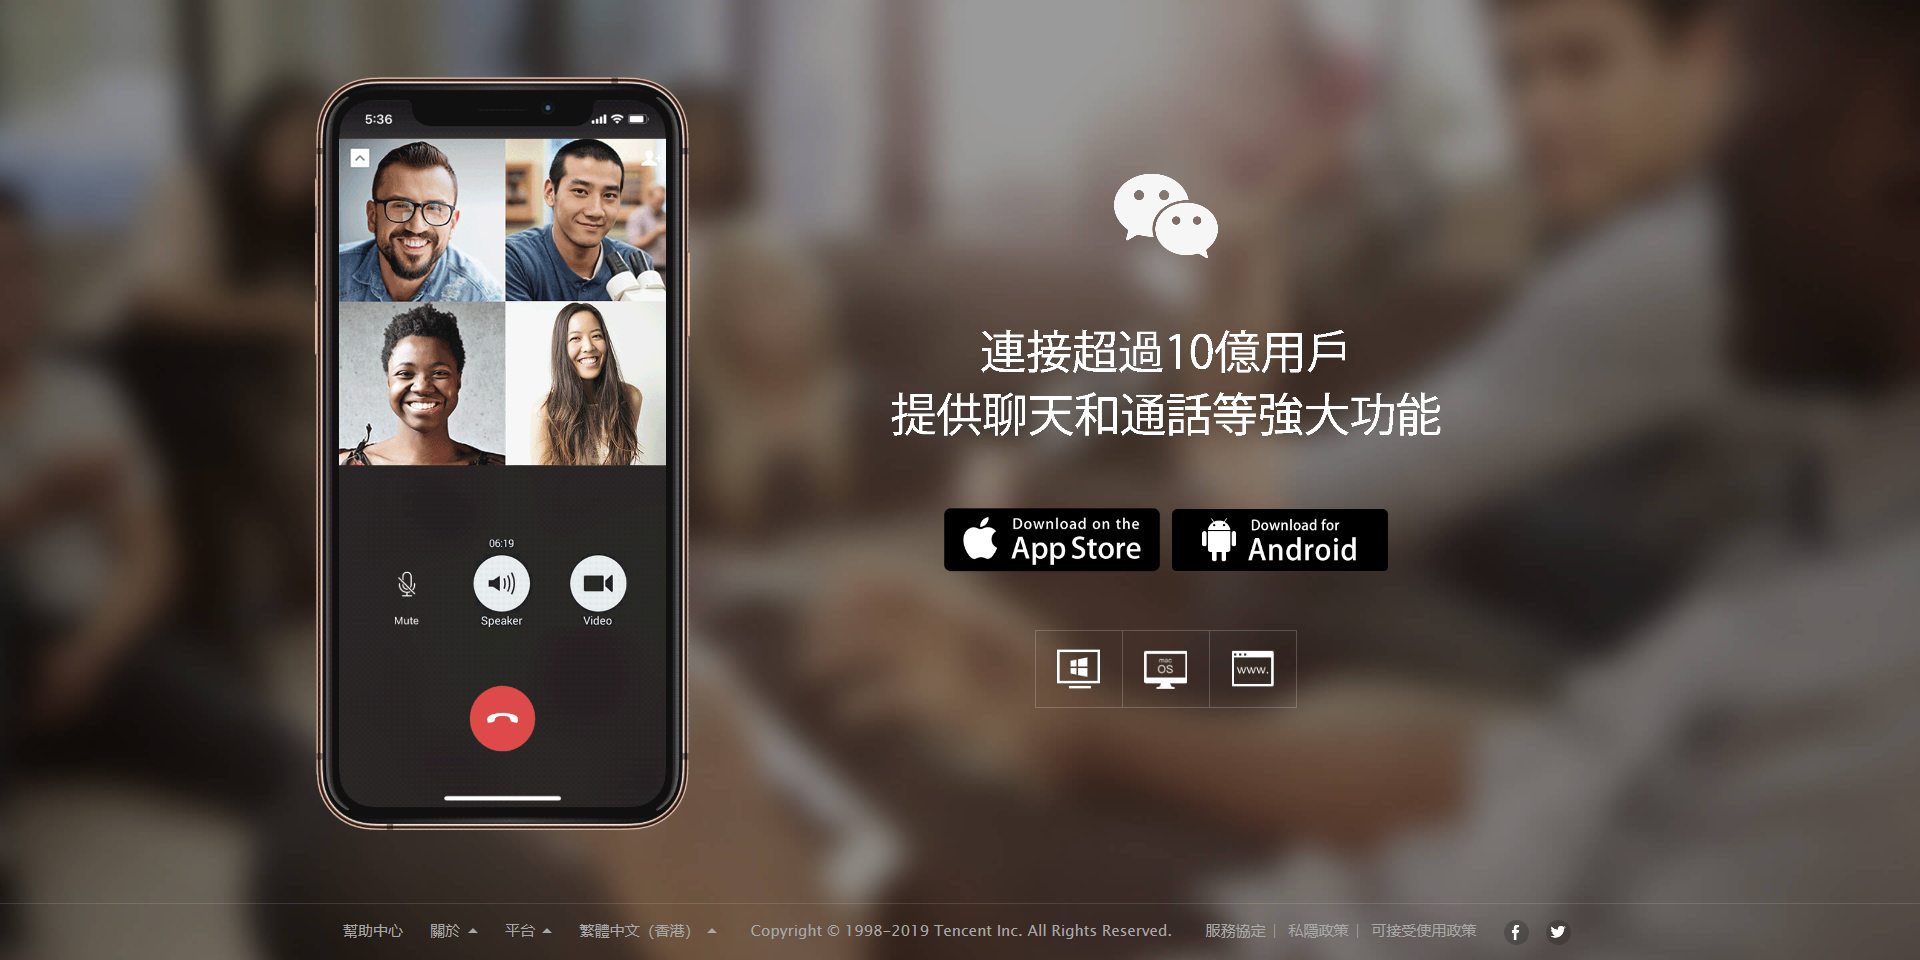 5:36
06:19
Mute
Speaker
Video
連接超過10億用戶
提供聊天和通話等強大功能
Download on the
App Store
Download for
Android
mac
OS
www.
幫助中心 關於 平台 繁體中文（香港） Copyright © 1998-2019 Tencent Inc. All Rights Reserved. 服務協定 | 私隱政策 | 可接受使用政策